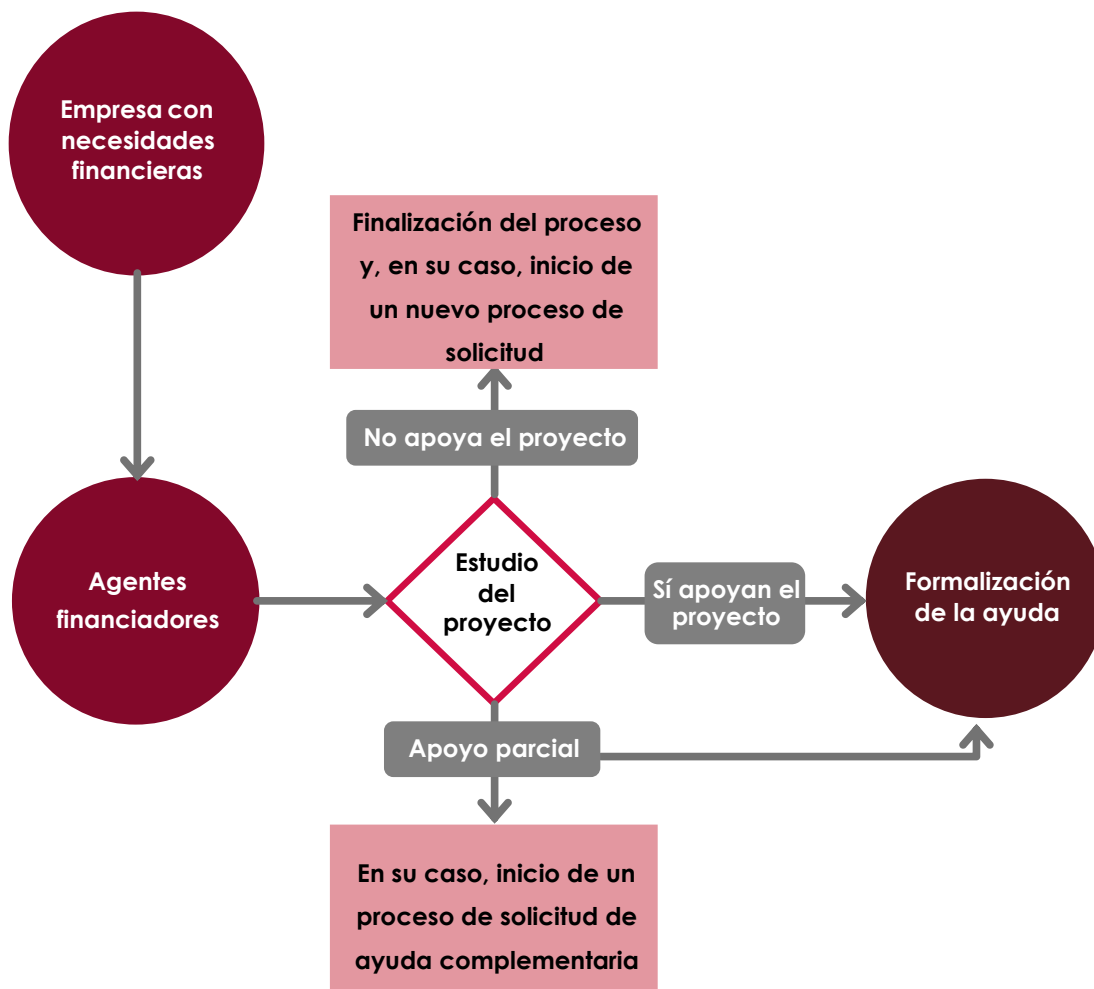 Empresa con
necesidades
financieras
Finalización del proceso
y, en su caso, inicio de
un nuevo proceso de
solicitud
No apoya el proyecto
Agentes
financiadores
Estudio
del
proyecto
Sí apoyan el
proyecto
Formalización
de la ayuda
Apoyo parcial
En su caso, inicio de un
proceso de solicitud de
ayuda complementaria